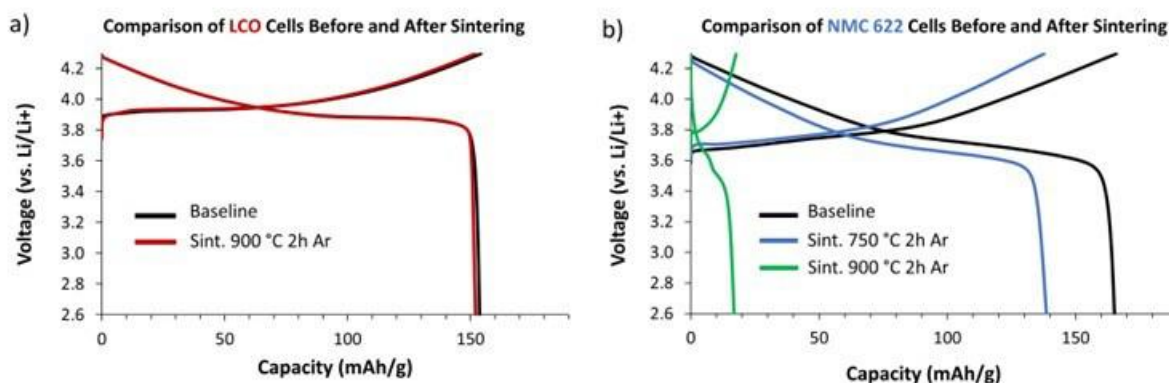 a)
Comparison of LCO Cells Before and After Sintering
Voltage (vs. Li/Li+)
4.2
4.0
3.8
3.6
3.4
3.2
3.0
2.8
2.6
Baseline
Sint. 900 °C 2h Ar
0
50
100
150
Capacity (mAh/g)
b)
Comparison of NMC 622 Cells Before and After Sintering
Voltage (vs. Li/Li+)
4.2
4.0
3.8
3.6
3.4
3.2
3.0
2.8
2.6
Baseline
Sint. 750 °C 2h Ar
Sint. 900 °C 2h Ar
0
50
100
150
Capacity (mAh/g)